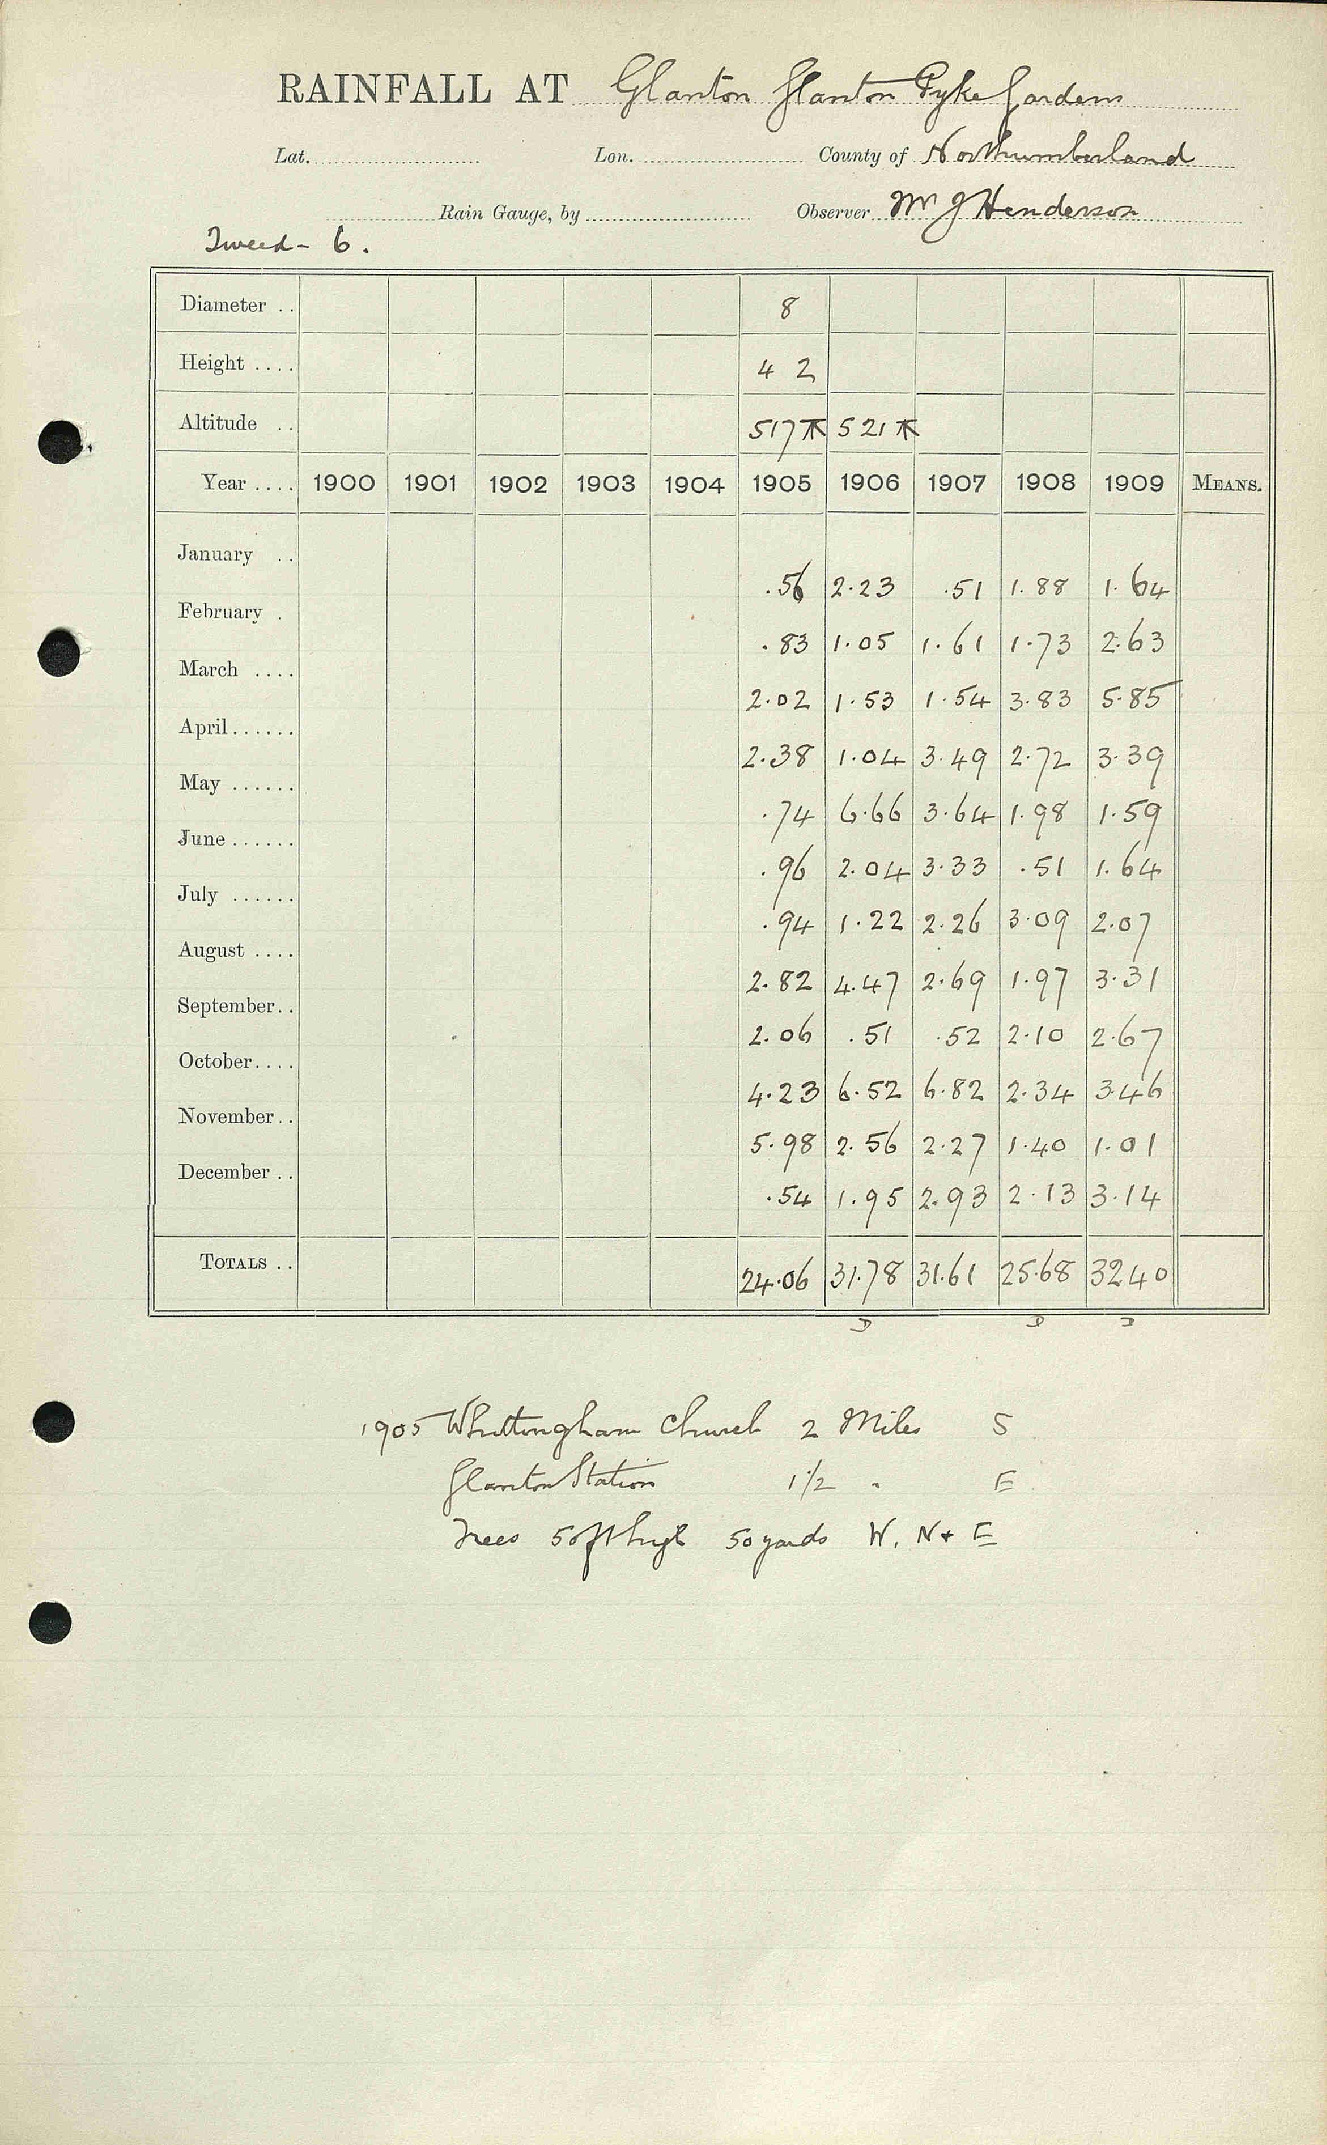 RAINFALL AT Glanton Glanton Pyke Gardens
Lat. Lon. County of Northumberland
Rain Gauge, by Observer Mr J Henderson
Tweed - 6.
Diameter .. 8
Height .... 4 2
Altitude .. 517 521
Year .... 1900 1901 1902 1903 1904 1905 1906 1907 1908 1909 MEANS.
January .. .56 2.23 .51 1.88 1.64
February . .83 1.05 1.61 1.73 2.63
March .... 2.02 1.53 1.54 3.83 5.85
April...... 2.38 1.04 3.49 2.72 3.39
May ...... .74 6.66 3.64 1.98 1.59
June...... .96 2.04 3.33 .51 1.64
July ...... .94 1.22 2.26 3.09 2.07
August .... 2.82 4.47 2.69 1.97 3.31
September.. 2.06 .51 .52 2.10 2.67
October.... 4.23 6.52 6.82 2.34 3.46
November.. 5.98 2.56 2.27 1.40 1.01
December .. .54 1.95 2.93 2.13 3.14
TOTALS .. 24.06 31.78 31.61 25.68 3240
1905 Whittingham Church 2 Miles S
Glanton Station 1 1/2 " E
Trees 50ft high 50 yards W. N + E